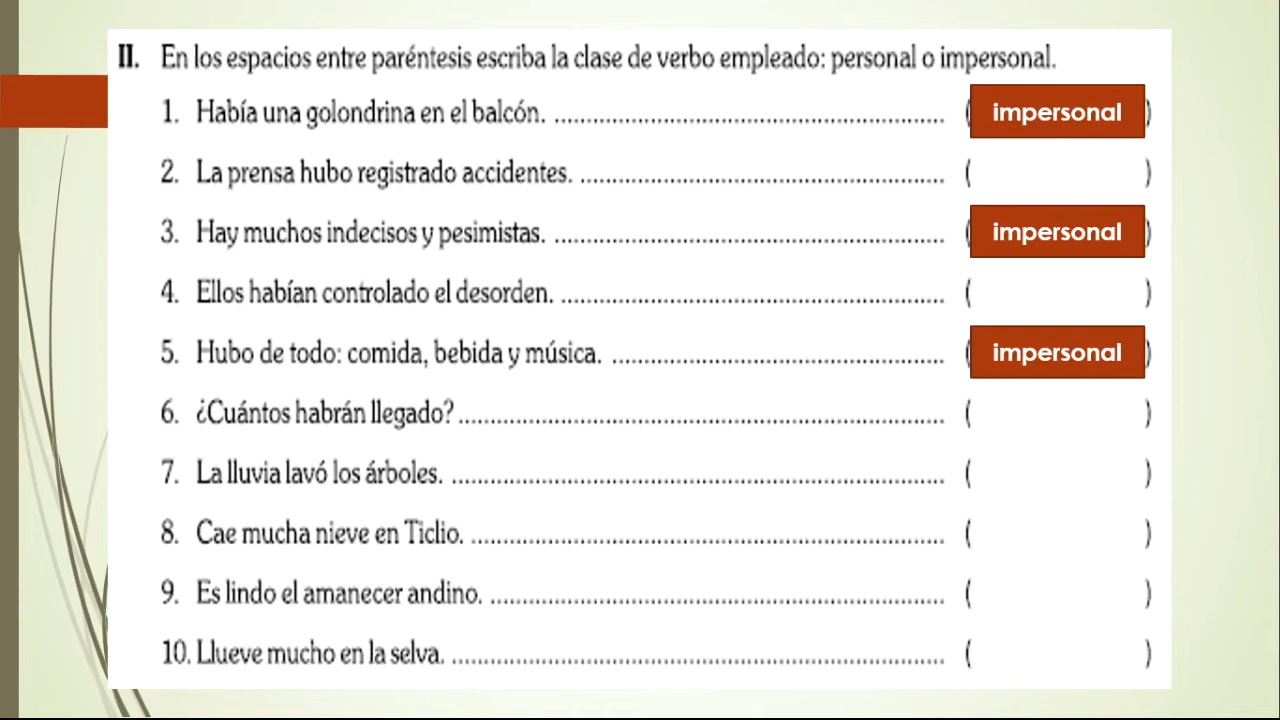 II. En los espacios entre paréntesis escriba la clase de verbo empleado: personal o impersonal.
1. Había una golondrina en el balcón. .............................................................. ( impersonal )
2. La prensa hubo registrado accidentes. .......................................................... ( )
3. Hay muchos indecisos y pesimistas. .............................................................. ( impersonal )
4. Ellos habían controlado el desorden. ............................................................. ( )
5. Hubo de todo: comida, bebida y música. ..................................................... ( impersonal )
6. ¿Cuántos habrán llegado? ............................................................................. ( )
7. La lluvia lavó los árboles. .............................................................................. ( )
8. Cae mucha nieve en Ticlio. ........................................................................... ( )
9. Es lindo el amanecer andino. ........................................................................ ( )
10. Llueve mucho en la selva. .............................................................................. ( )